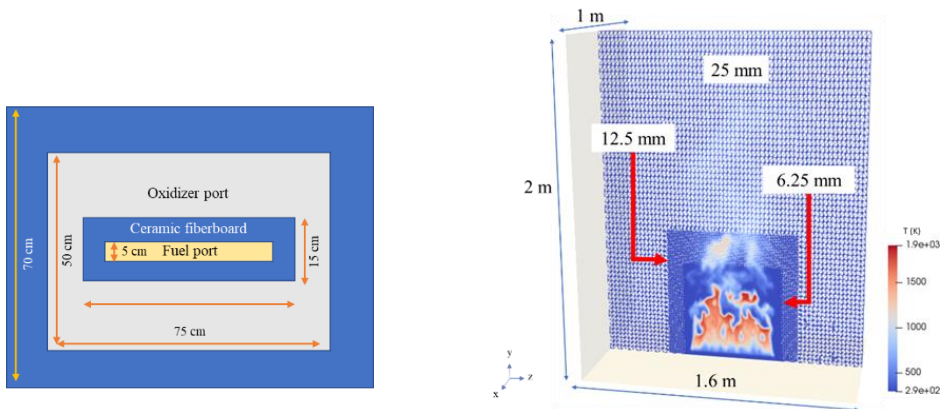 70 cm
50 cm
Oxidizer port
Ceramic fiberboard
5 cm Fuel port
15 cm
75 cm
1 m
25 mm
12.5 mm
2 m
6.25 mm
T (K)
1.9e+03
1000
500
2.9e+02
y
z
x
1.6 m